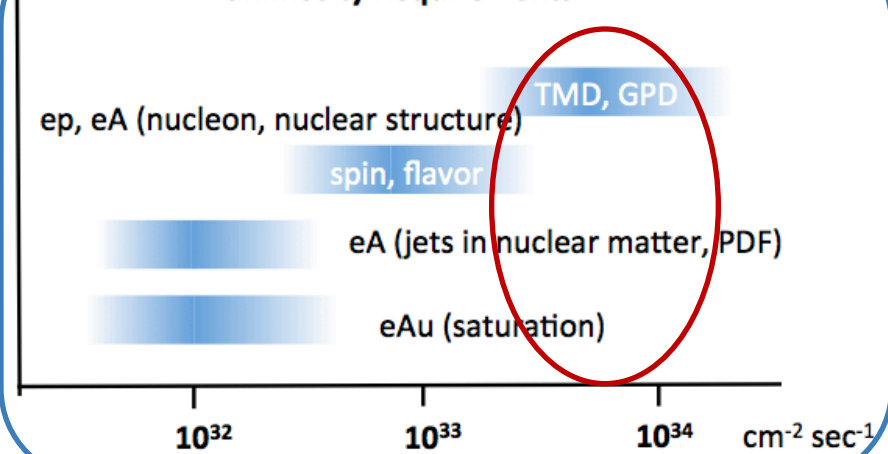 TMD, GPD
ep, eA (nucleon, nuclear structure)
spin, flavor
eA (jets in nuclear matter, PDF)
eAu (saturation)
10³² 10³³ 10³⁴ cm⁻² sec⁻¹